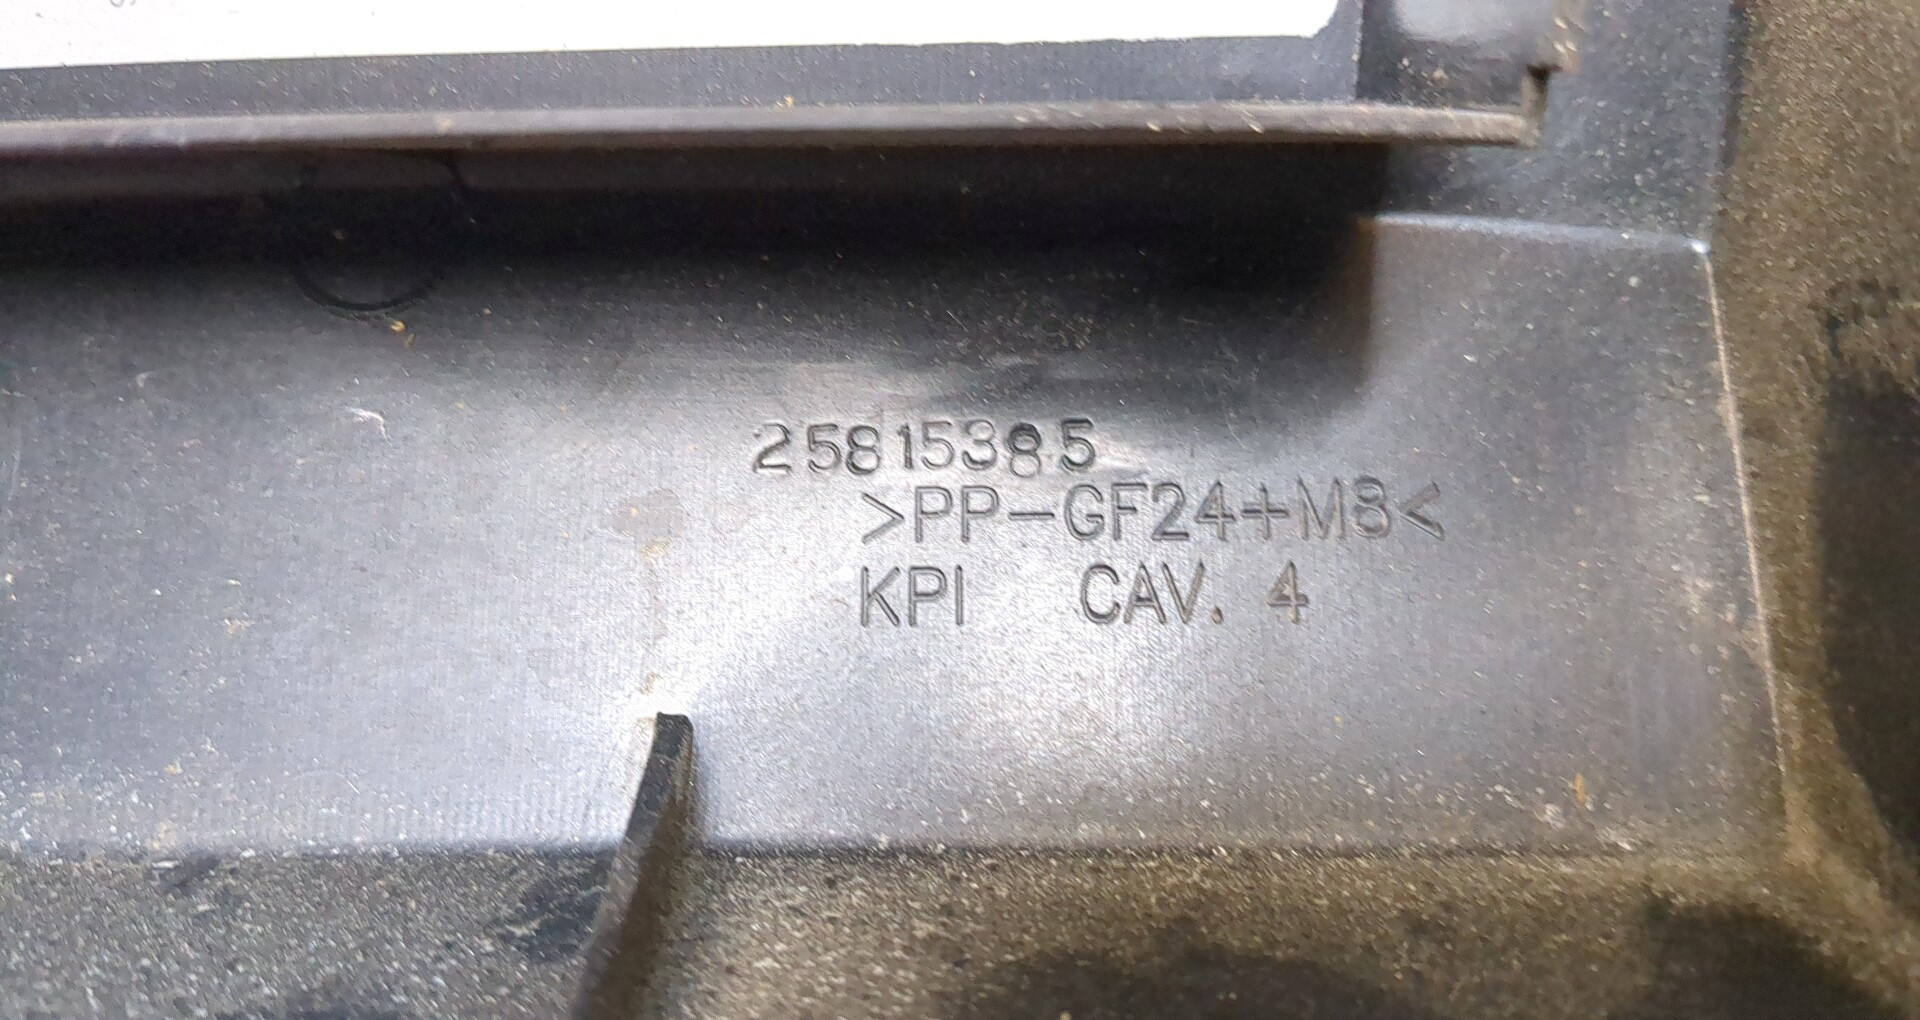 25815385
>PP-GF24+M8<
KPI CAV. 4